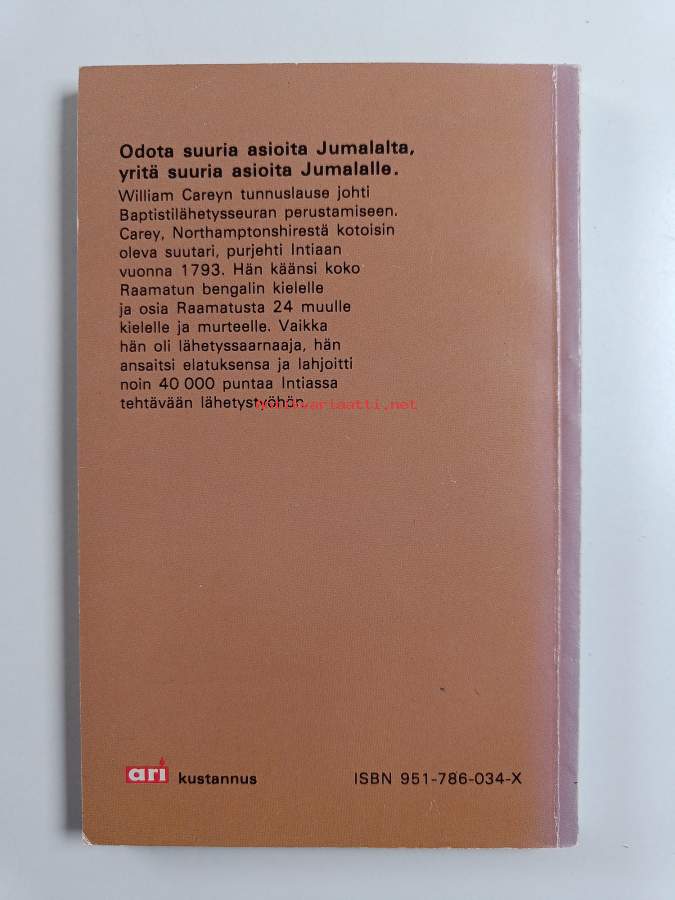 Odota suuria asioita Jumalalta,
yritä suuria asioita Jumalalle.
William Careyn tunnuslause johti
Baptistilähetysseuran perustamiseen.
Carey, Northamptonshirestä kotoisin
oleva suutari, purjehti Intiaan
vuonna 1793. Hän käänsi koko
Raamatun bengalin kielelle
ja osia Raamatusta 24 muulle
kielelle ja murteelle. Vaikka
hän oli lähetyssaarnaaja, hän
ansaitsi elatuksensa ja lahjoitti
noin 40 000 puntaa Intiassa
tehtävään lähetystyöhön.
ari kustannus
ISBN 951-786-034-X